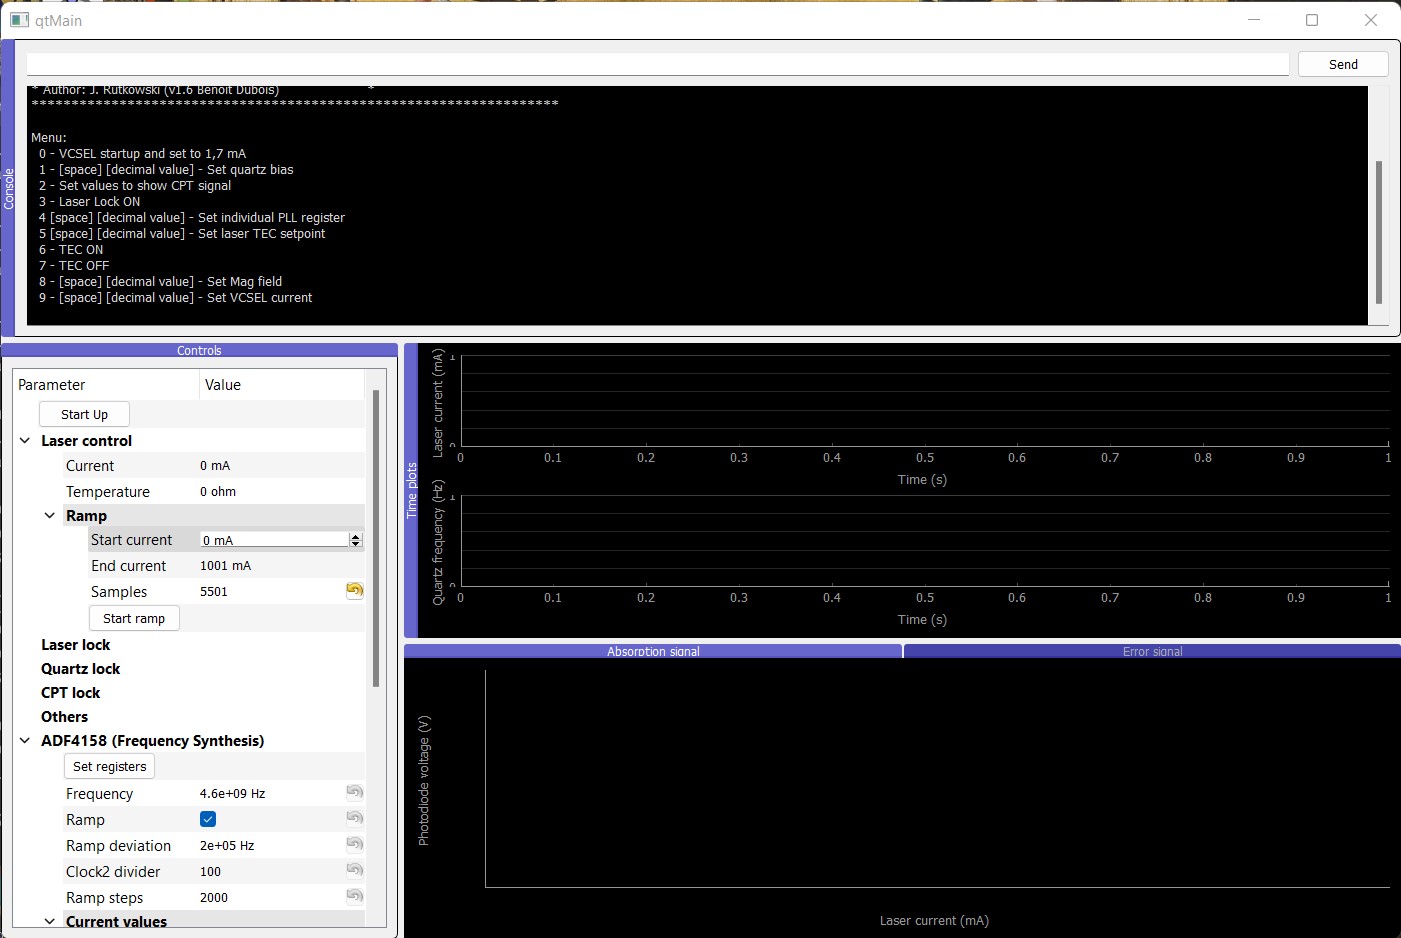 qtMain
Send
Console
* Author: J. Rutkowski (v1.6 Benoit Dubois) *
******************************************************************
Menu:
0 - VCSEL startup and set to 1,7 mA
1 - [space] [decimal value] - Set quartz bias
2 - Set values to show CPT signal
3 - Laser Lock ON
4 [space] [decimal value] - Set individual PLL register
5 [space] [decimal value] - Set laser TEC setpoint
6 - TEC ON
7 - TEC OFF
8 - [space] [decimal value] - Set Mag field
9 - [space] [decimal value] - Set VCSEL current
Controls
Parameter Value
Start Up
Laser control
Current 0 mA
Temperature 0 ohm
Ramp
Start current 0 mA
End current 1001 mA
Samples 5501
Start ramp
Laser lock
Quartz lock
CPT lock
Others
ADF4158 (Frequency Synthesis)
Set registers
Frequency 4.6e+09 Hz
Ramp
Ramp deviation 2e+05 Hz
Clock2 divider 100
Ramp steps 2000
Current values
Time plots
Laser current (mA)
1
0
0 0.1 0.2 0.3 0.4 0.5 0.6 0.7 0.8 0.9 1
Time (s)
Quartz frequency (Hz)
1
0
0 0.1 0.2 0.3 0.4 0.5 0.6 0.7 0.8 0.9 1
Time (s)
Absorption signal Error signal
Photodiode voltage (V)
Laser current (mA)